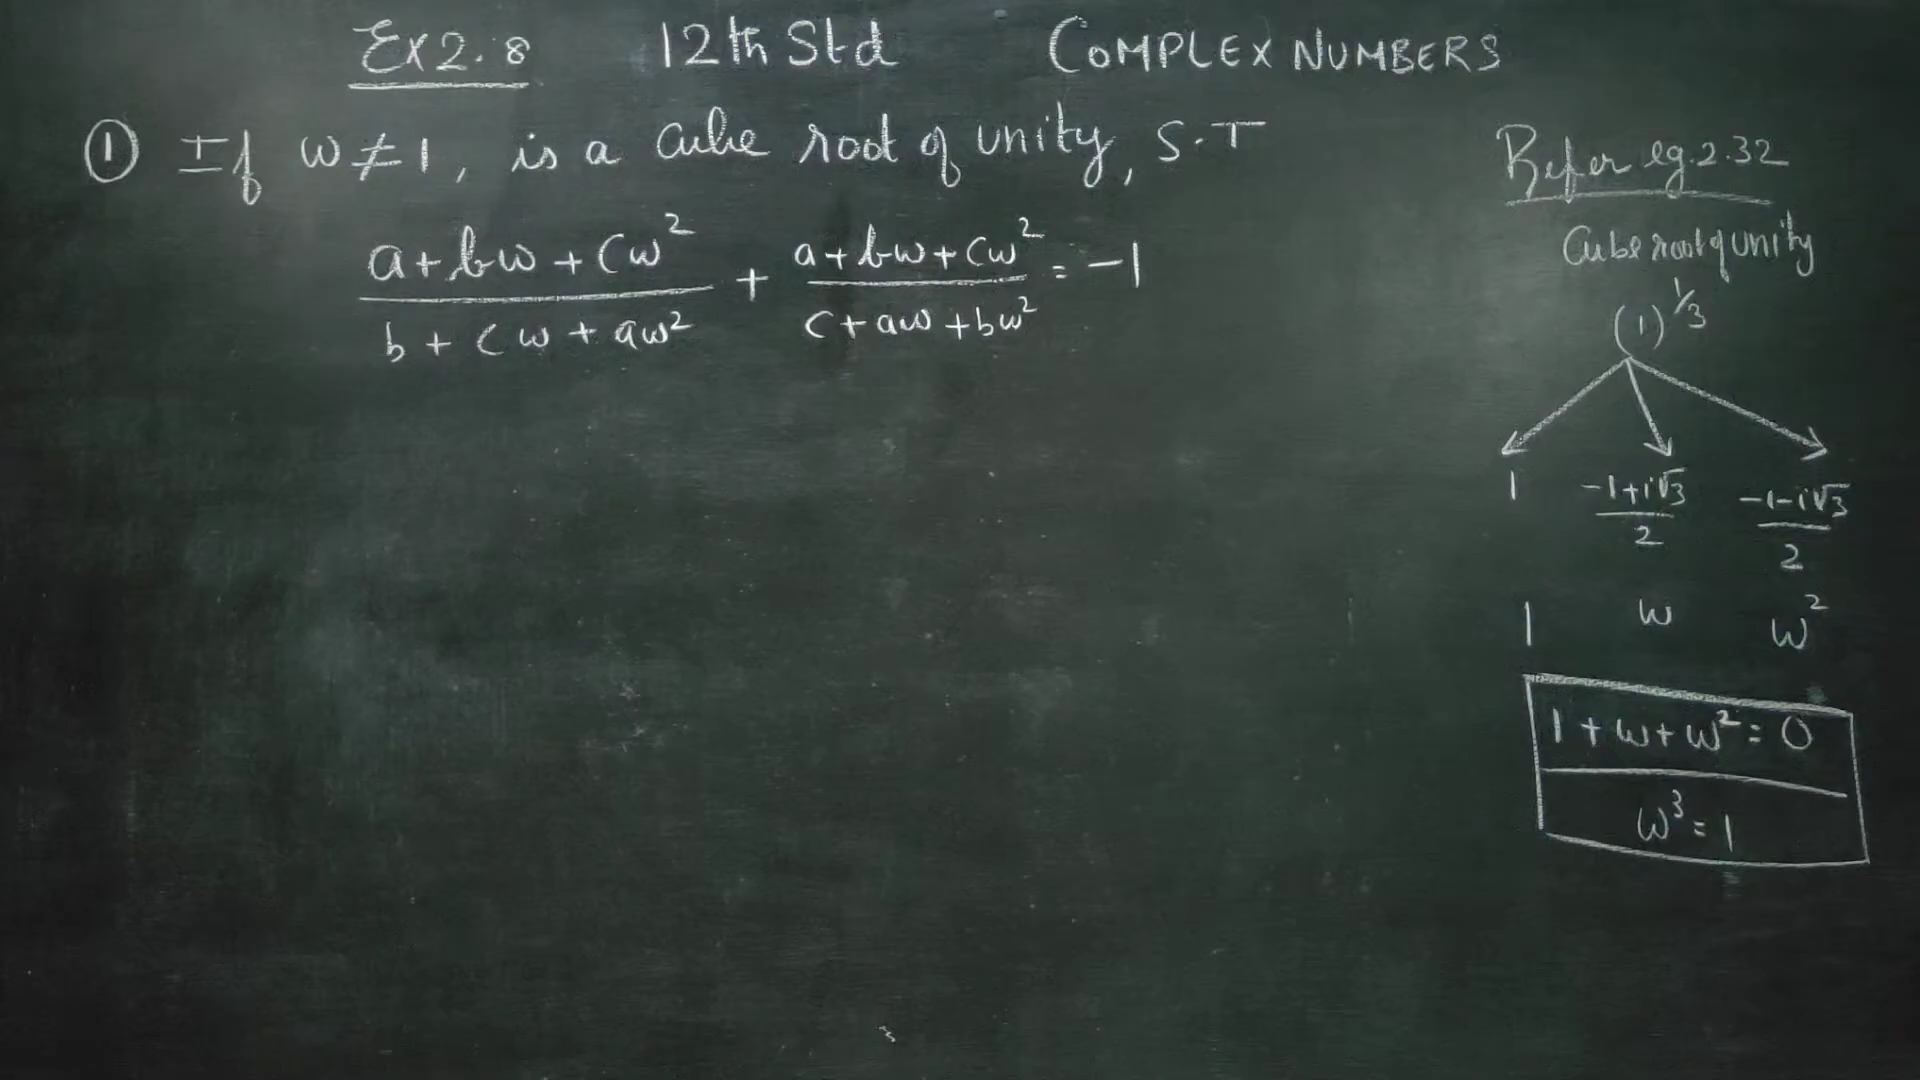 Ex 2.8 12th Std COMPLEX NUMBERS
① If ω ≠ 1, is a cube root of unity, S.T
(a + bω + cω²)/(b + cω + aω²) + (a + bω + cω²)/(c + aω + bω²) = -1
Refer eg. 2.32
Cube root of unity
(1)^1/3
1 (-1+i√3)/2 (-1-i√3)/2
1 ω ω²
1 + ω + ω² = 0
ω³ = 1